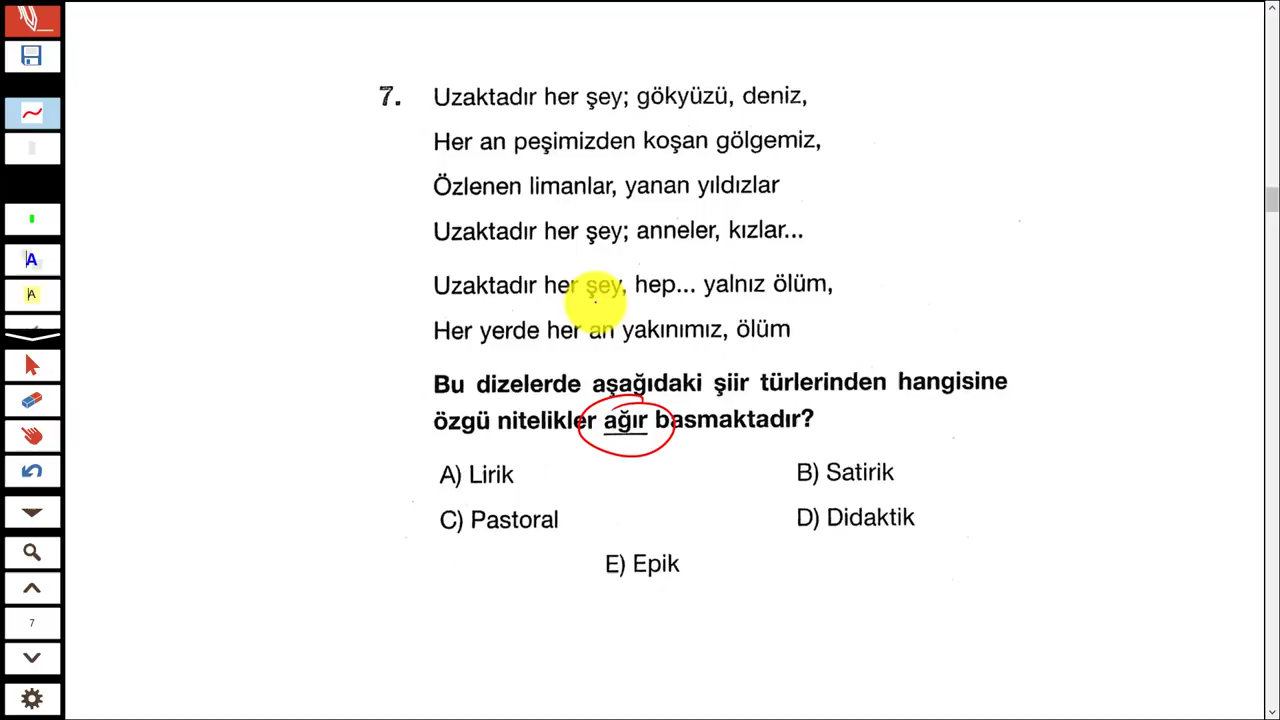 7. Uzaktadır her şey; gökyüzü, deniz,
Her an peşimizden koşan gölgemiz,
Özlenen limanlar, yanan yıldızlar
Uzaktadır her şey; anneler, kızlar...
Uzaktadır her şey, hep... yalnız ölüm,
Her yerde her an yakınımız, ölüm
Bu dizelerde aşağıdaki şiir türlerinden hangisine
özgü nitelikler ağır basmaktadır?
A) Lirik
B) Satirik
C) Pastoral
D) Didaktik
E) Epik
A
A
7